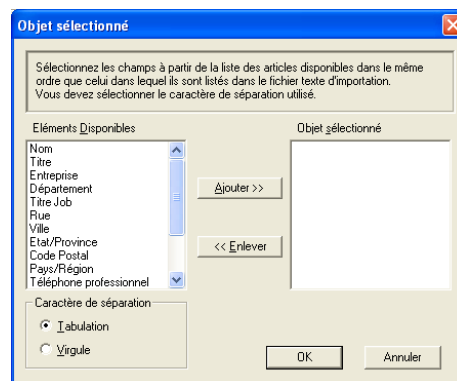 Objet sélectionné
Sélectionnez les champs à partir de la liste des articles disponibles dans le même
ordre que celui dans lequel ils sont listés dans le fichier texte d'importation.
Vous devez sélectionner le caractère de séparation utilisé.
Eléments Disponibles
Objet sélectionné
Nom
Titre
Entreprise
Département
Titre Job
Rue
Ville
Etat/Province
Code Postal
Pays/Région
Téléphone professionnel
Ajouter >>
<< Enlever
Caractère de séparation
Tabulation
Virgule
OK
Annuler